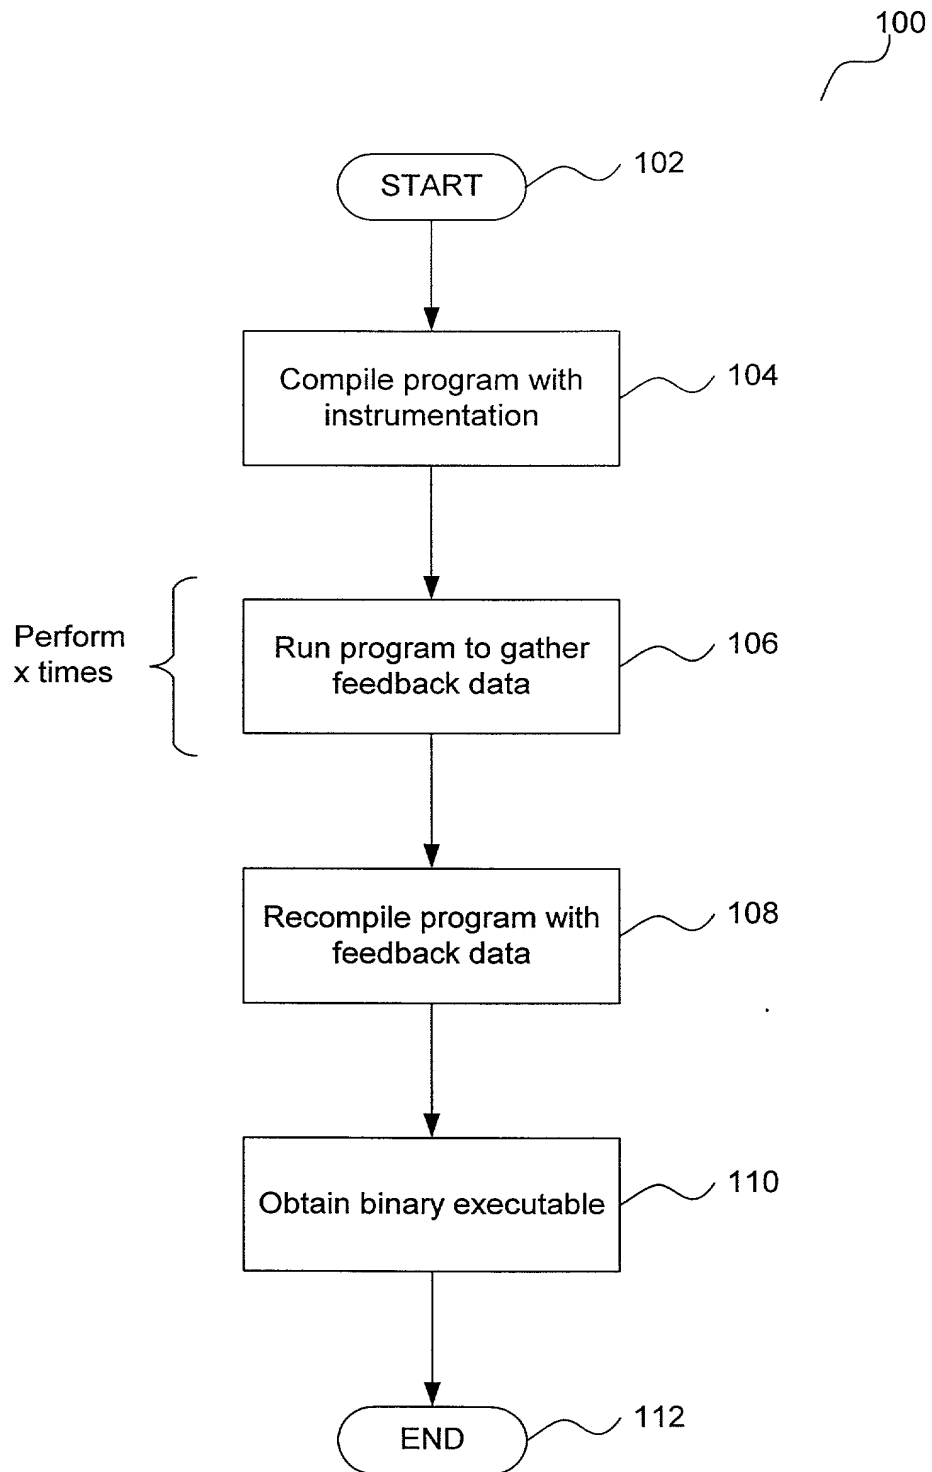 100
START
102
Compile program with
instrumentation
104
Perform
x times
Run program to gather
feedback data
106
Recompile program with
feedback data
108
Obtain binary executable
110
END
112